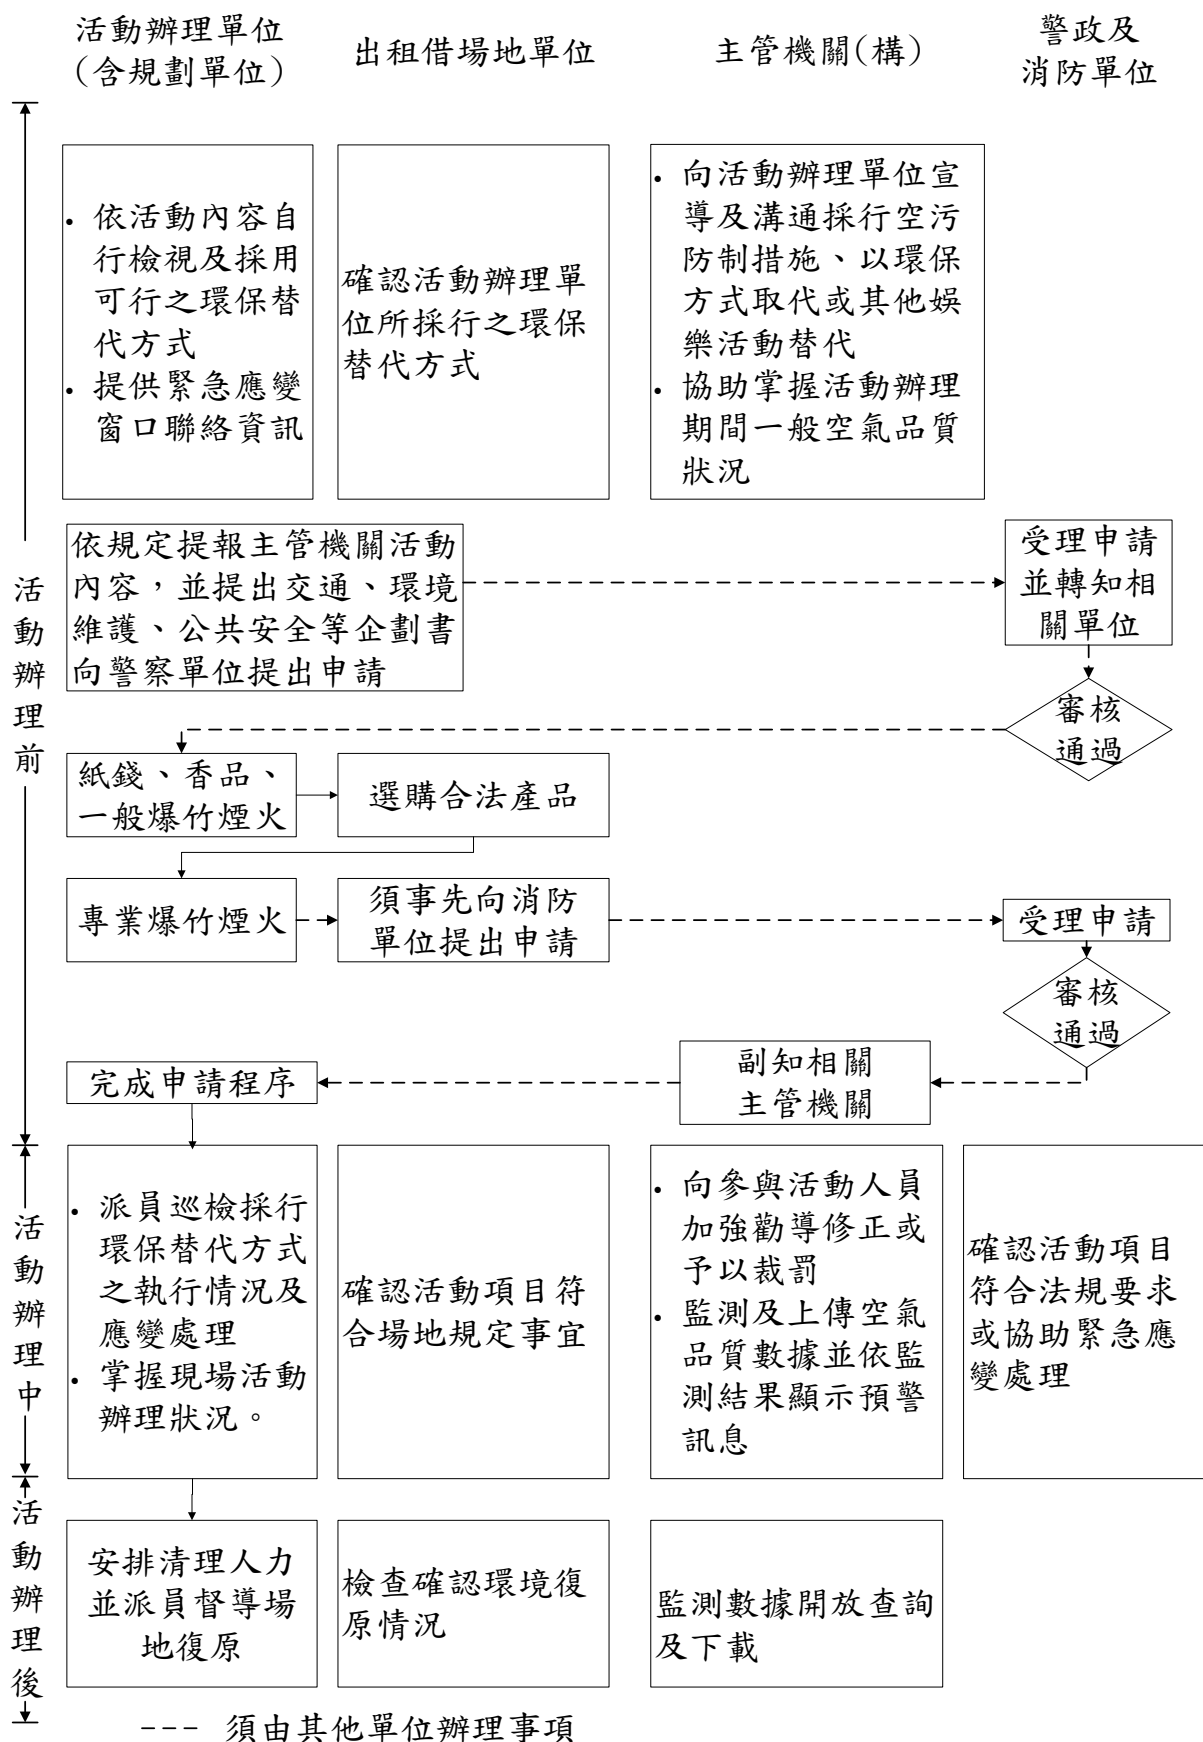 活動辦理單位
(含規劃單位)
出租借場地單位
主管機關(構)
警政及
消防單位
活動辦理前
• 依活動內容自
行檢視及採用
可行之環保替
代方式
• 提供緊急應變
窗口聯絡資訊
確認活動辦理單
位所採行之環保
替代方式
• 向活動辦理單位宣
導及溝通採行空污
防制措施、以環保
方式取代或其他娛
樂活動替代
• 協助掌握活動辦理
期間一般空氣品質
狀況
依規定提報主管機關活動
內容，並提出交通、環境
維護、公共安全等企劃書
向警察單位提出申請
受理申請
並轉知相
關單位
審核
通過
紙錢、香品、
一般爆竹煙火
選購合法產品
專業爆竹煙火
須事先向消防
單位提出申請
受理申請
審核
通過
副知相關
主管機關
完成申請程序
活動辦理中
• 派員巡檢採行
環保替代方式
之執行情況及
應變處理
• 掌握現場活動
辦理狀況。
確認活動項目符
合場地規定事宜
• 向參與活動人員
加強勸導修正或
予以裁罰
• 監測及上傳空氣
品質數據並依監
測結果顯示預警
訊息
確認活動項目
符合法規要求
或協助緊急應
變處理
活動辦理後
安排清理人力
並派員督導場
地復原
檢查確認環境復
原情況
監測數據開放查詢
及下載
--- 須由其他單位辦理事項